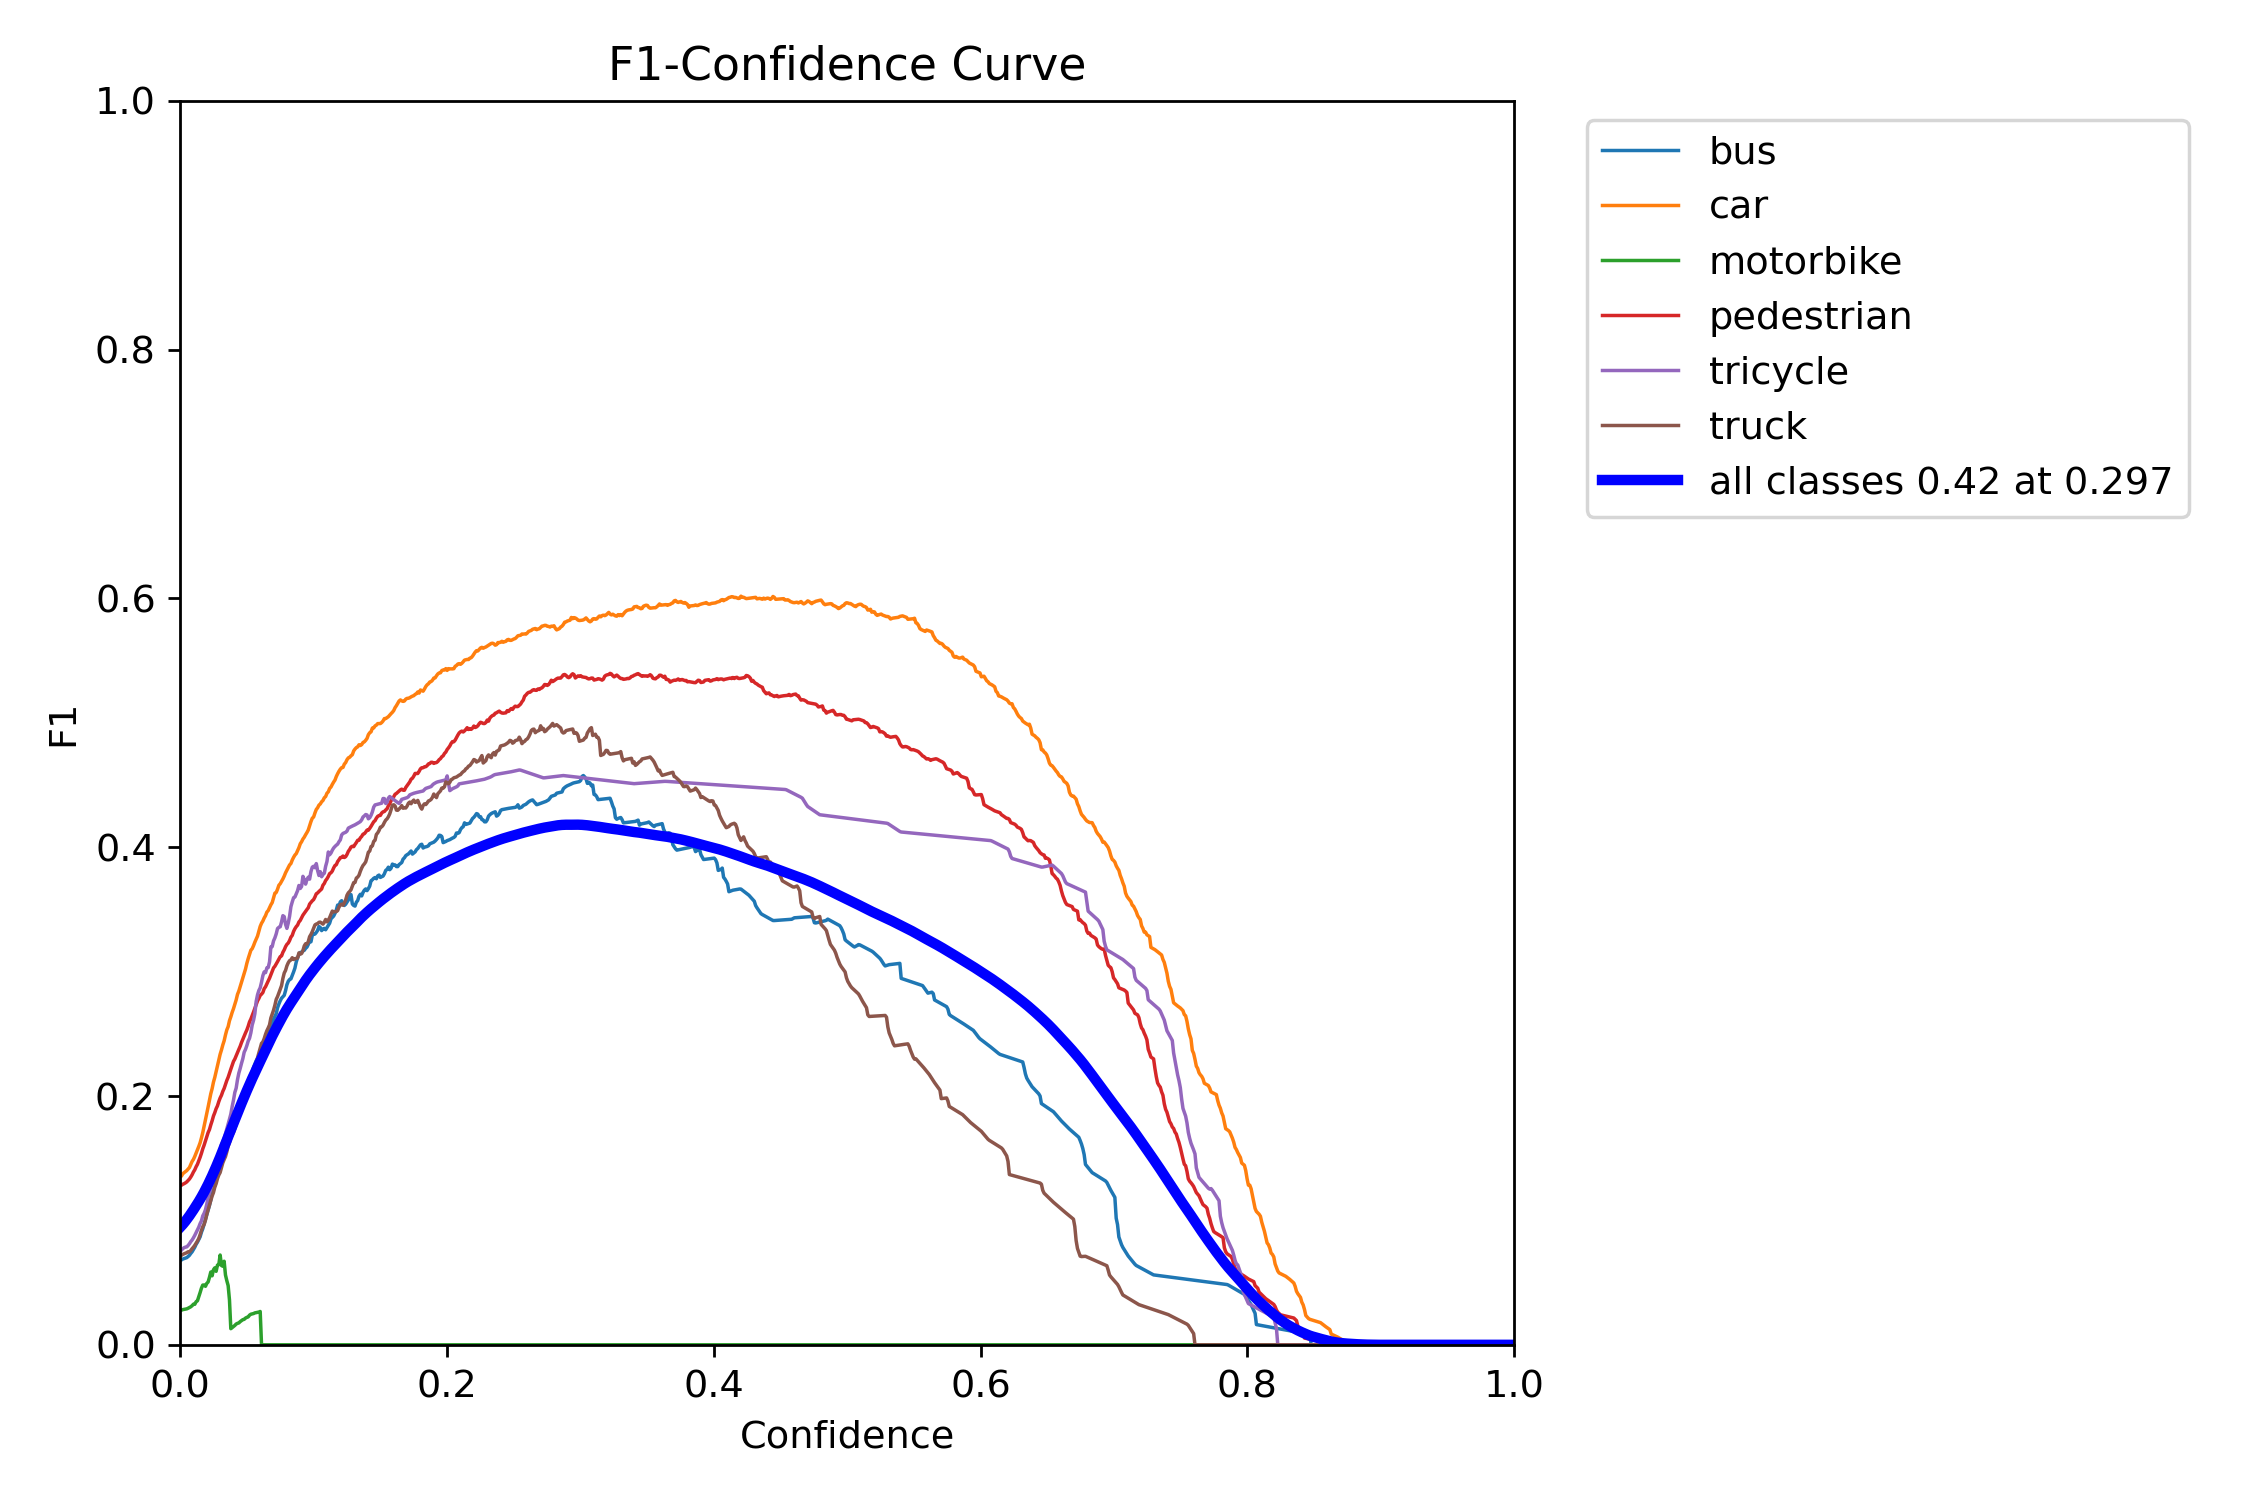 F1-Confidence Curve
1.0
0.8
0.6
0.4
0.2
0.0
F1
0.0 0.2 0.4 0.6 0.8 1.0
Confidence
bus
car
motorbike
pedestrian
tricycle
truck
all classes 0.42 at 0.297